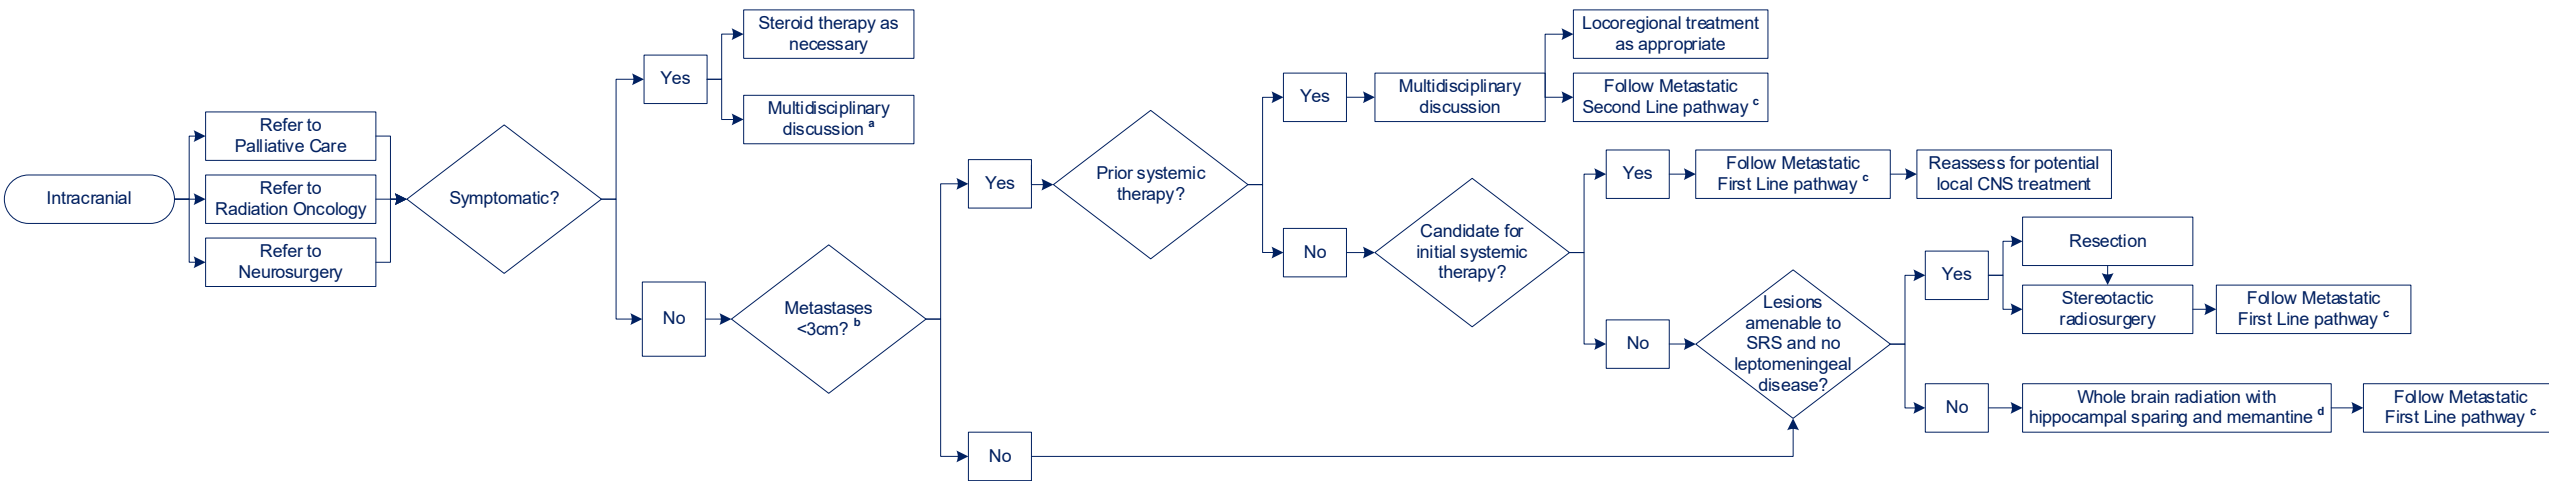 Intracranial
Refer to
Palliative Care
Refer to
Radiation Oncology
Refer to
Neurosurgery
Symptomatic?
Yes
Steroid therapy as
necessary
Multidisciplinary
discussion a
No
Metastases
<3cm? b
Yes
Prior systemic
therapy?
Yes
Multidisciplinary
discussion
Locoregional treatment
as appropriate
Follow Metastatic
Second Line pathway c
No
Candidate for
initial systemic
therapy?
Yes
Follow Metastatic
First Line pathway c
Reassess for potential
local CNS treatment
No
Lesions
amenable to
SRS and no
leptomeningeal
disease?
Yes
Resection
Stereotactic
radiosurgery
Follow Metastatic
First Line pathway c
No
Whole brain radiation with
hippocampal sparing and memantine d
Follow Metastatic
First Line pathway c
No